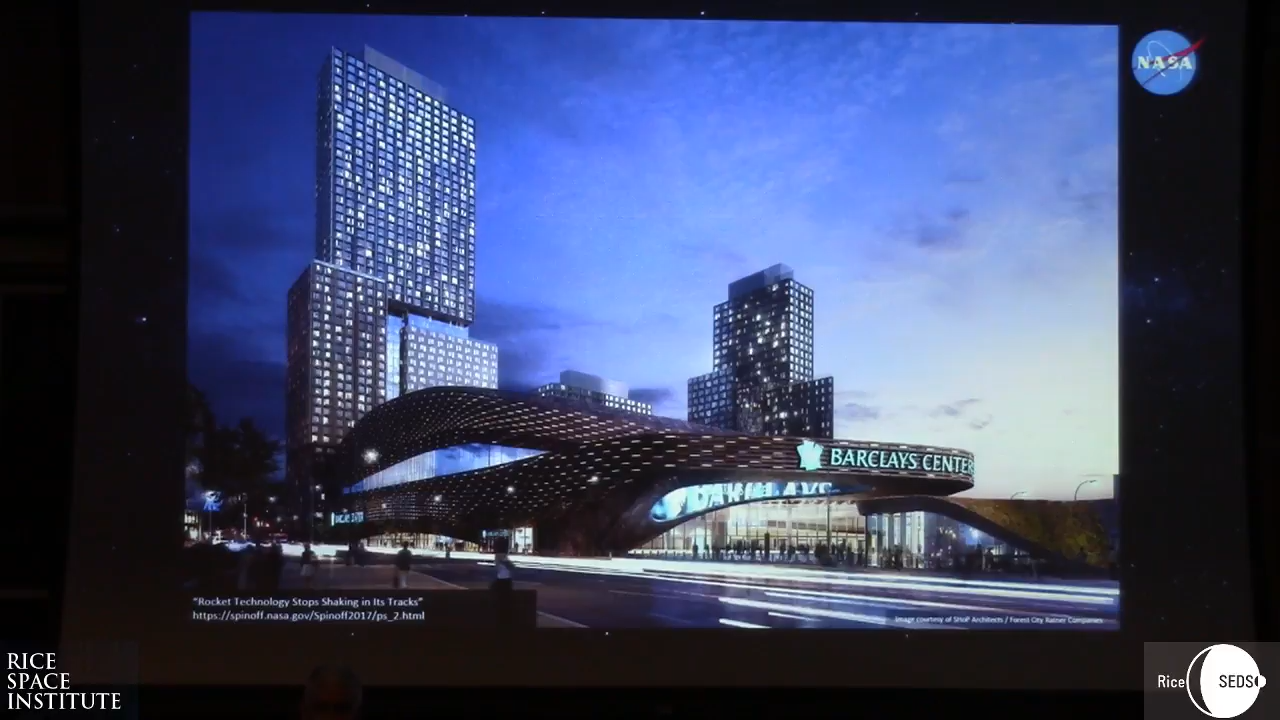 NASA
BARCLAYS CENTER
BARCLAYS
"Rocket Technology Stops Shaking in Its Tracks"
https://spinoff.nasa.gov/Spinoff2017/ps_2.html
Image courtesy of SHoP Architects / Forest City Ratner Companies
RICE
SPACE
INSTITUTE
Rice SEDS